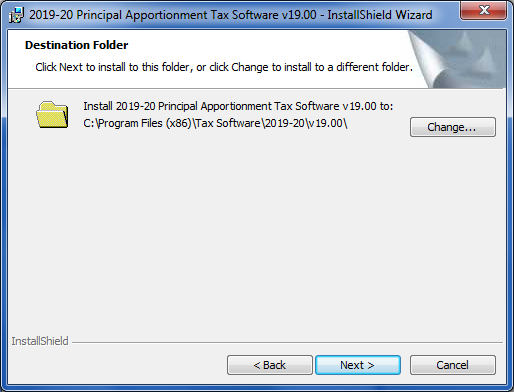 2019-20 Principal Apportionment Tax Software v19.00 - InstallShield Wizard
Destination Folder
Click Next to install to this folder, or click Change to install to a different folder.
Install 2019-20 Principal Apportionment Tax Software v19.00 to:
C:\Program Files (x86)\Tax Software\2019-20\v19.00\
Change...
InstallShield
< Back
Next >
Cancel